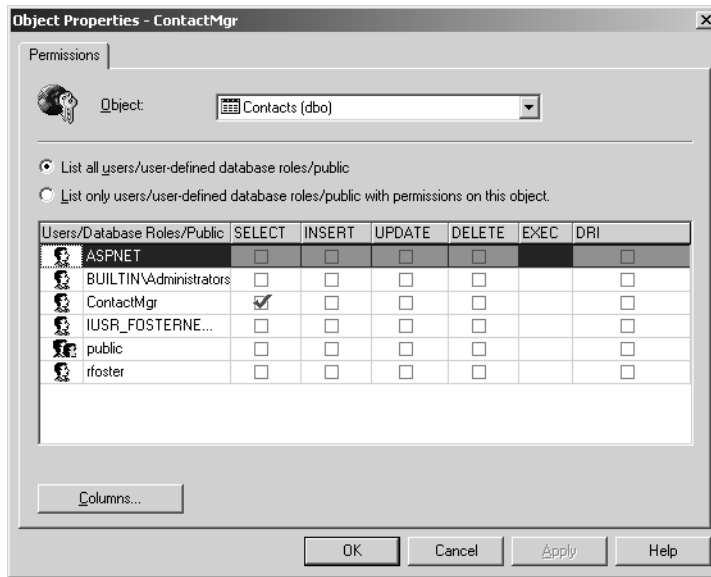 Object Properties - ContactMgr
Permissions
Object:
Contacts (dbo)
List all users/user-defined database roles/public
List only users/user-defined database roles/public with permissions on this object.
Users/Database Roles/Public SELECT INSERT UPDATE DELETE EXEC DRI
ASPNET
BUILTIN\Administrators
ContactMgr
IUSR_FOSTERNE...
public
rfoster
Columns...
OK Cancel Apply Help